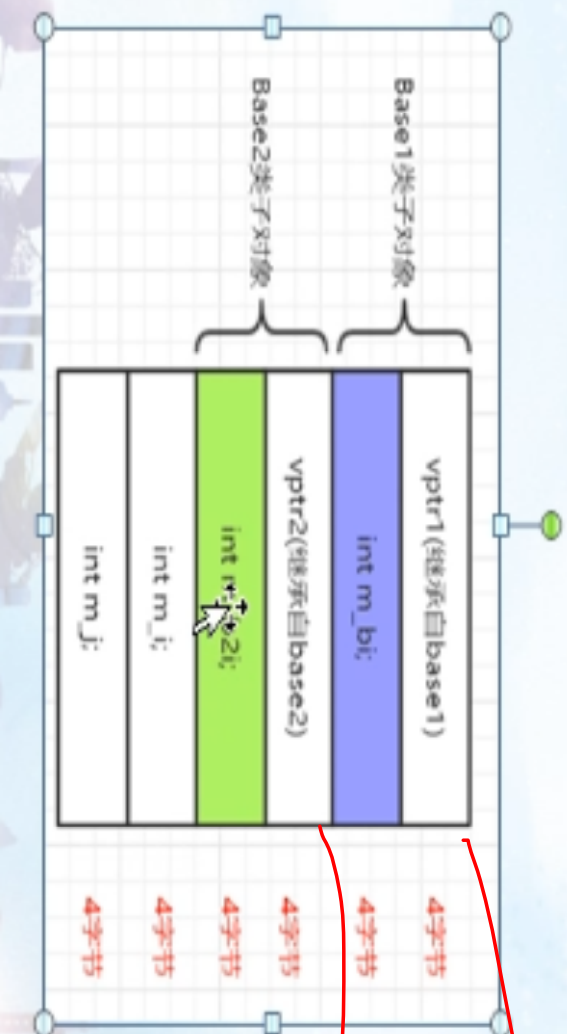 Base1类子对象
Base2类子对象
vptr1(继承自base1)
int m_bi;
vptr2(继承自base2)
int 2i;
int m_i;
int m_j;
4字节
4字节
4字节
4字节
4字节
4字节